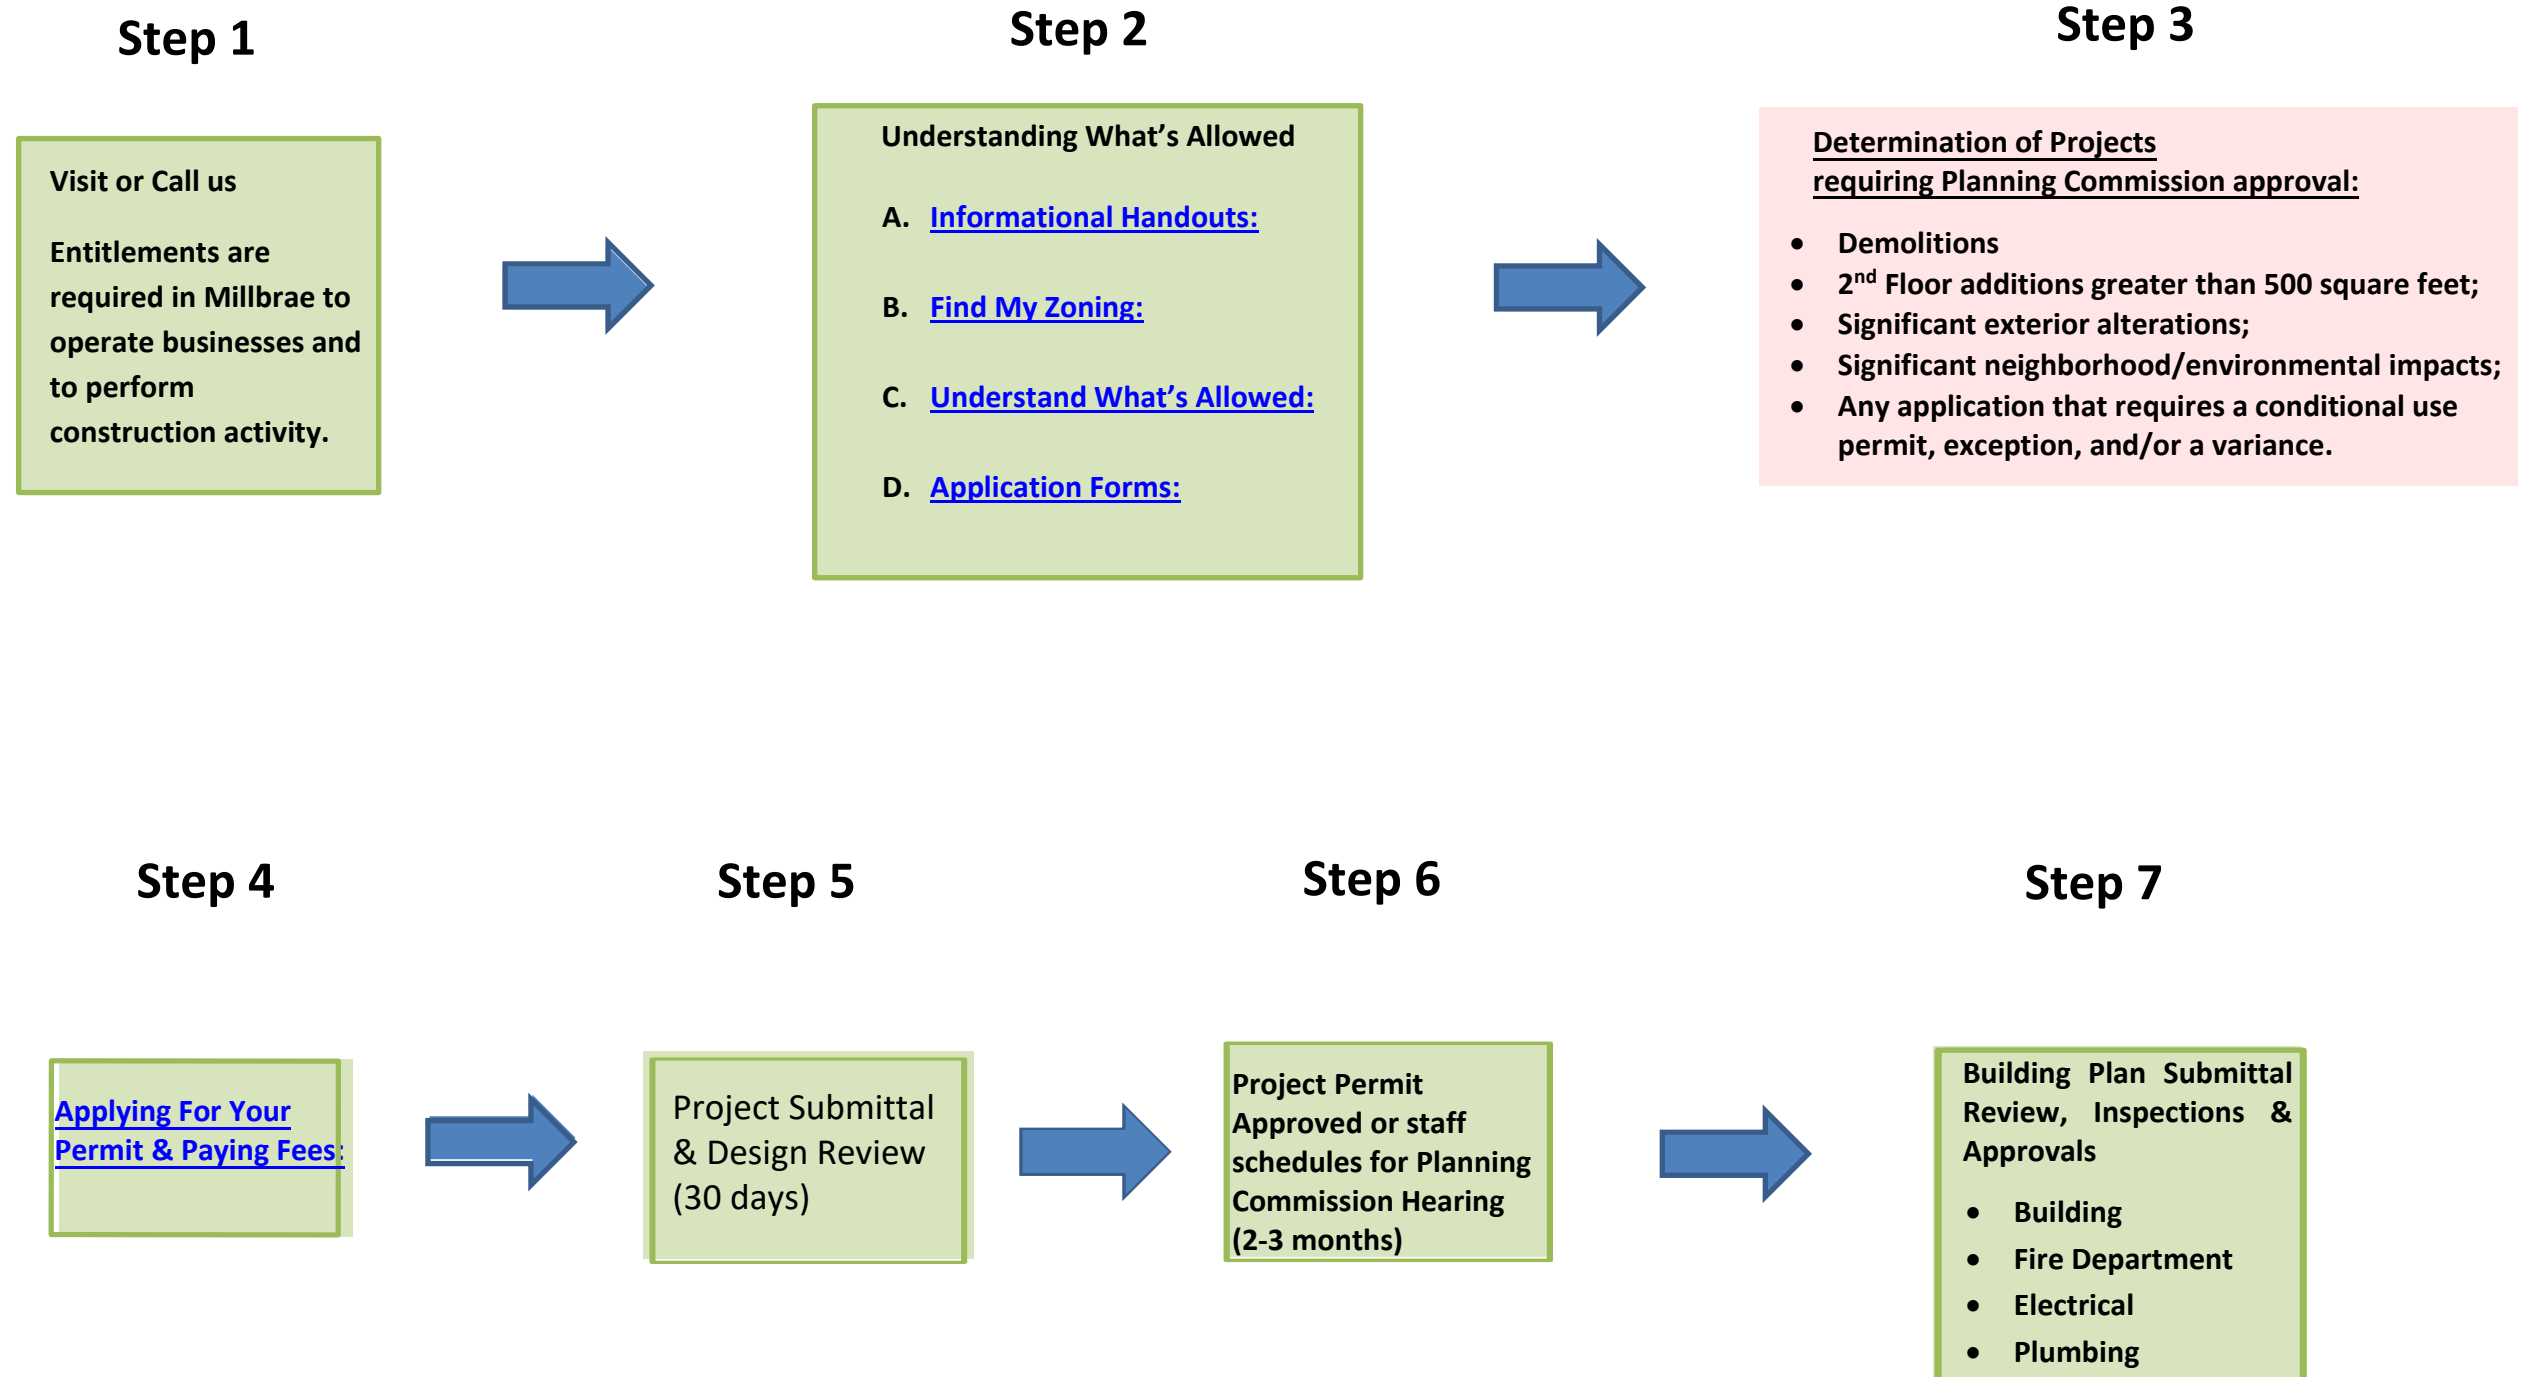 Step 1
Visit or Call us
Entitlements are
required in Millbrae to
operate businesses and
to perform
construction activity.
Step 2
Understanding What’s Allowed
A. Informational Handouts:
B. Find My Zoning:
C. Understand What’s Allowed:
D. Application Forms:
Step 3
Determination of Projects
requiring Planning Commission approval:
• Demolitions
• 2nd Floor additions greater than 500 square feet;
• Significant exterior alterations;
• Significant neighborhood/environmental impacts;
• Any application that requires a conditional use
permit, exception, and/or a variance.
Step 4
Applying For Your
Permit & Paying Fees:
Step 5
Project Submittal
& Design Review
(30 days)
Step 6
Project Permit
Approved or staff
schedules for Planning
Commission Hearing
(2-3 months)
Step 7
Building Plan Submittal
Review, Inspections &
Approvals
• Building
• Fire Department
• Electrical
• Plumbing